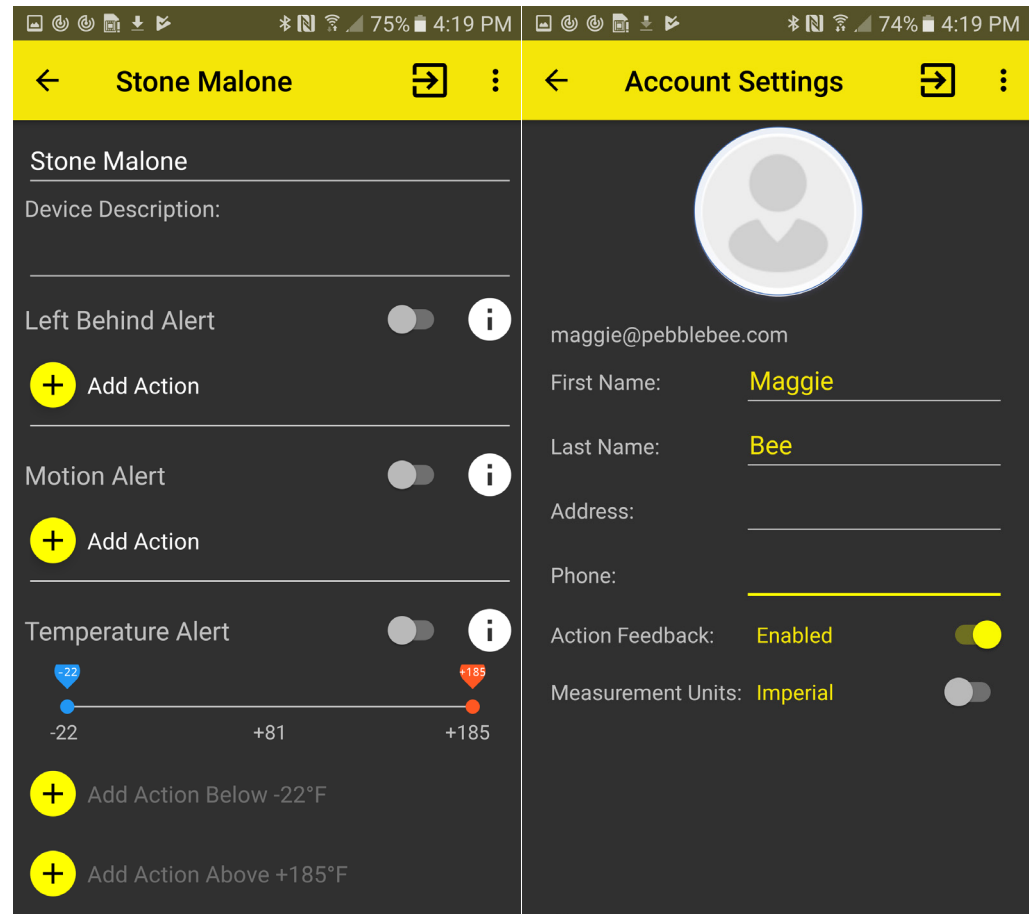 75% 4:19 PM
Stone Malone
Stone Malone
Device Description:
Left Behind Alert
i
+ Add Action
Motion Alert
i
+ Add Action
Temperature Alert
i
-22 +185
-22 +81 +185
+ Add Action Below -22°F
+ Add Action Above +185°F
74% 4:19 PM
Account Settings
maggie@pebblebee.com
First Name: Maggie
Last Name: Bee
Address:
Phone:
Action Feedback: Enabled
Measurement Units: Imperial